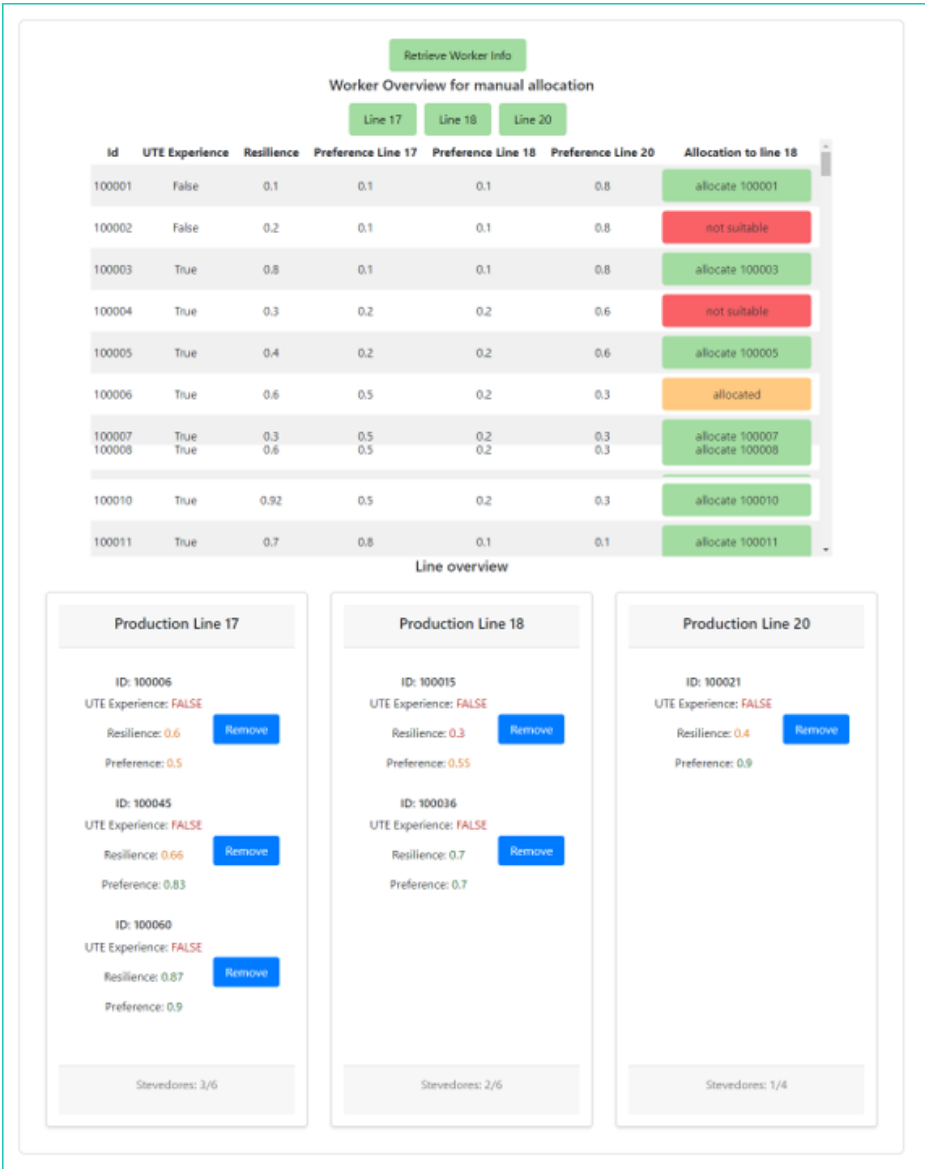 Retrieve Worker Info
Worker Overview for manual allocation
Line 17 Line 18 Line 20
Id UTE Experience Resilience Preference Line 17 Preference Line 18 Preference Line 20 Allocation to line 18
100001 False 0.1 0.1 0.1 0.8 allocate 100001
100002 False 0.2 0.1 0.1 0.8 not suitable
100003 True 0.8 0.1 0.1 0.8 allocate 100003
100004 True 0.3 0.2 0.2 0.6 not suitable
100005 True 0.4 0.2 0.2 0.6 allocate 100005
100006 True 0.6 0.5 0.2 0.3 allocated
100007 True 0.3 0.5 0.2 0.3 allocate 100007
100008 True 0.6 0.5 0.2 0.3 allocate 100008
100010 True 0.92 0.5 0.2 0.3 allocate 100010
100011 True 0.7 0.8 0.1 0.1 allocate 100011
Line overview
Production Line 17
ID: 100006
UTE Experience: FALSE
Resilience: 0.6
Remove
Preference: 0.5
ID: 100045
UTE Experience: FALSE
Resilience: 0.66
Remove
Preference: 0.83
ID: 100060
UTE Experience: FALSE
Resilience: 0.87
Remove
Preference: 0.9
Stevedores: 3/6
Production Line 18
ID: 100015
UTE Experience: FALSE
Resilience: 0.3
Remove
Preference: 0.55
ID: 100036
UTE Experience: FALSE
Resilience: 0.7
Remove
Preference: 0.7
Stevedores: 2/6
Production Line 20
ID: 100021
UTE Experience: FALSE
Resilience: 0.4
Remove
Preference: 0.9
Stevedores: 1/4